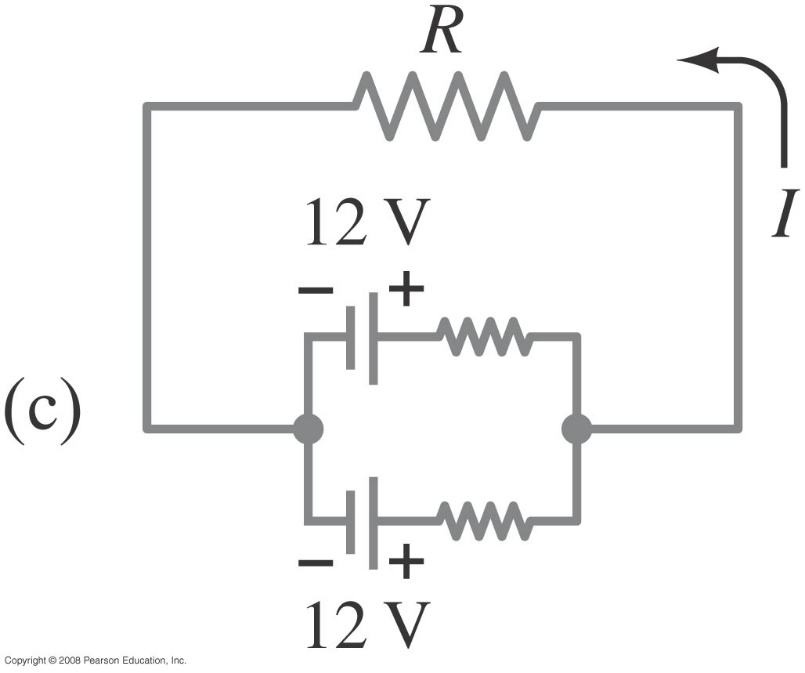 R
I
12 V
− +
(c)
− +
12 V
Copyright © 2008 Pearson Education, Inc.